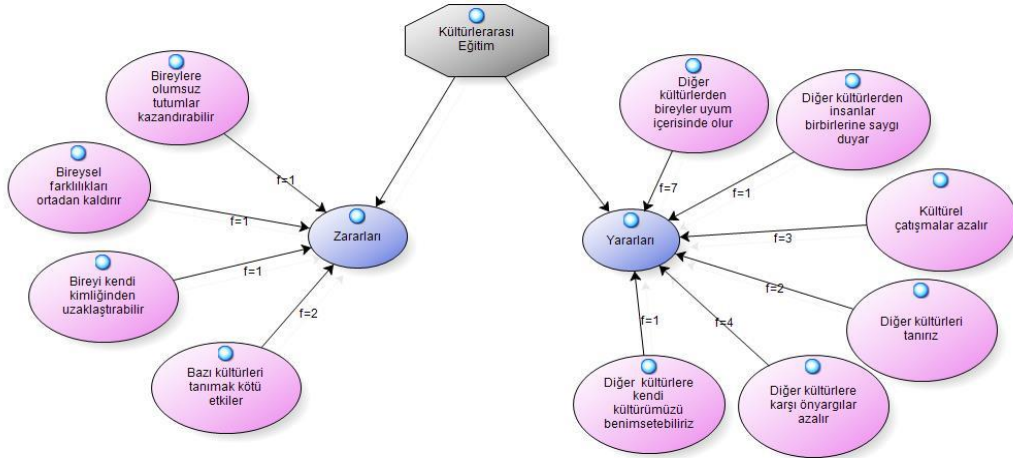 Kültürlerarası
Eğitim
Bireylere
olumsuz
tutumlar
kazandırabilir
Bireysel
farklılıkları
ortadan kaldırır
Bireyi kendi
kimliğinden
uzaklaştırabilir
Bazı kültürleri
tanımak kötü
etkiler
f=1
f=1
f=1
f=2
Zararları
Yararları
Diğer
kültürlerden
bireyler uyum
içerisinde olur
Diğer kültürlerden
insanlar
birbirlerine saygı
duyar
Kültürel
çatışmalar azalır
Diğer kültürleri
tanırız
Diğer kültürlere
karşı önyargılar
azalır
Diğer kültürlere
kendi
kültürümüzü
benimsetebiliriz
f=7
f=1
f=3
f=2
f=4
f=1